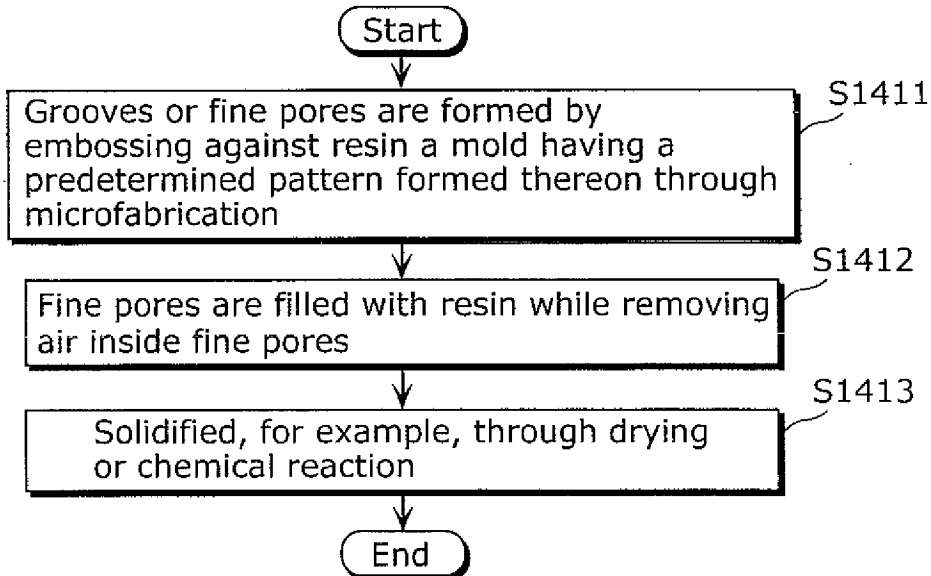 Start
S1411
Grooves or fine pores are formed by
embossing against resin a mold having a
predetermined pattern formed thereon through
microfabrication
S1412
Fine pores are filled with resin while removing
air inside fine pores
S1413
Solidified, for example, through drying
or chemical reaction
End